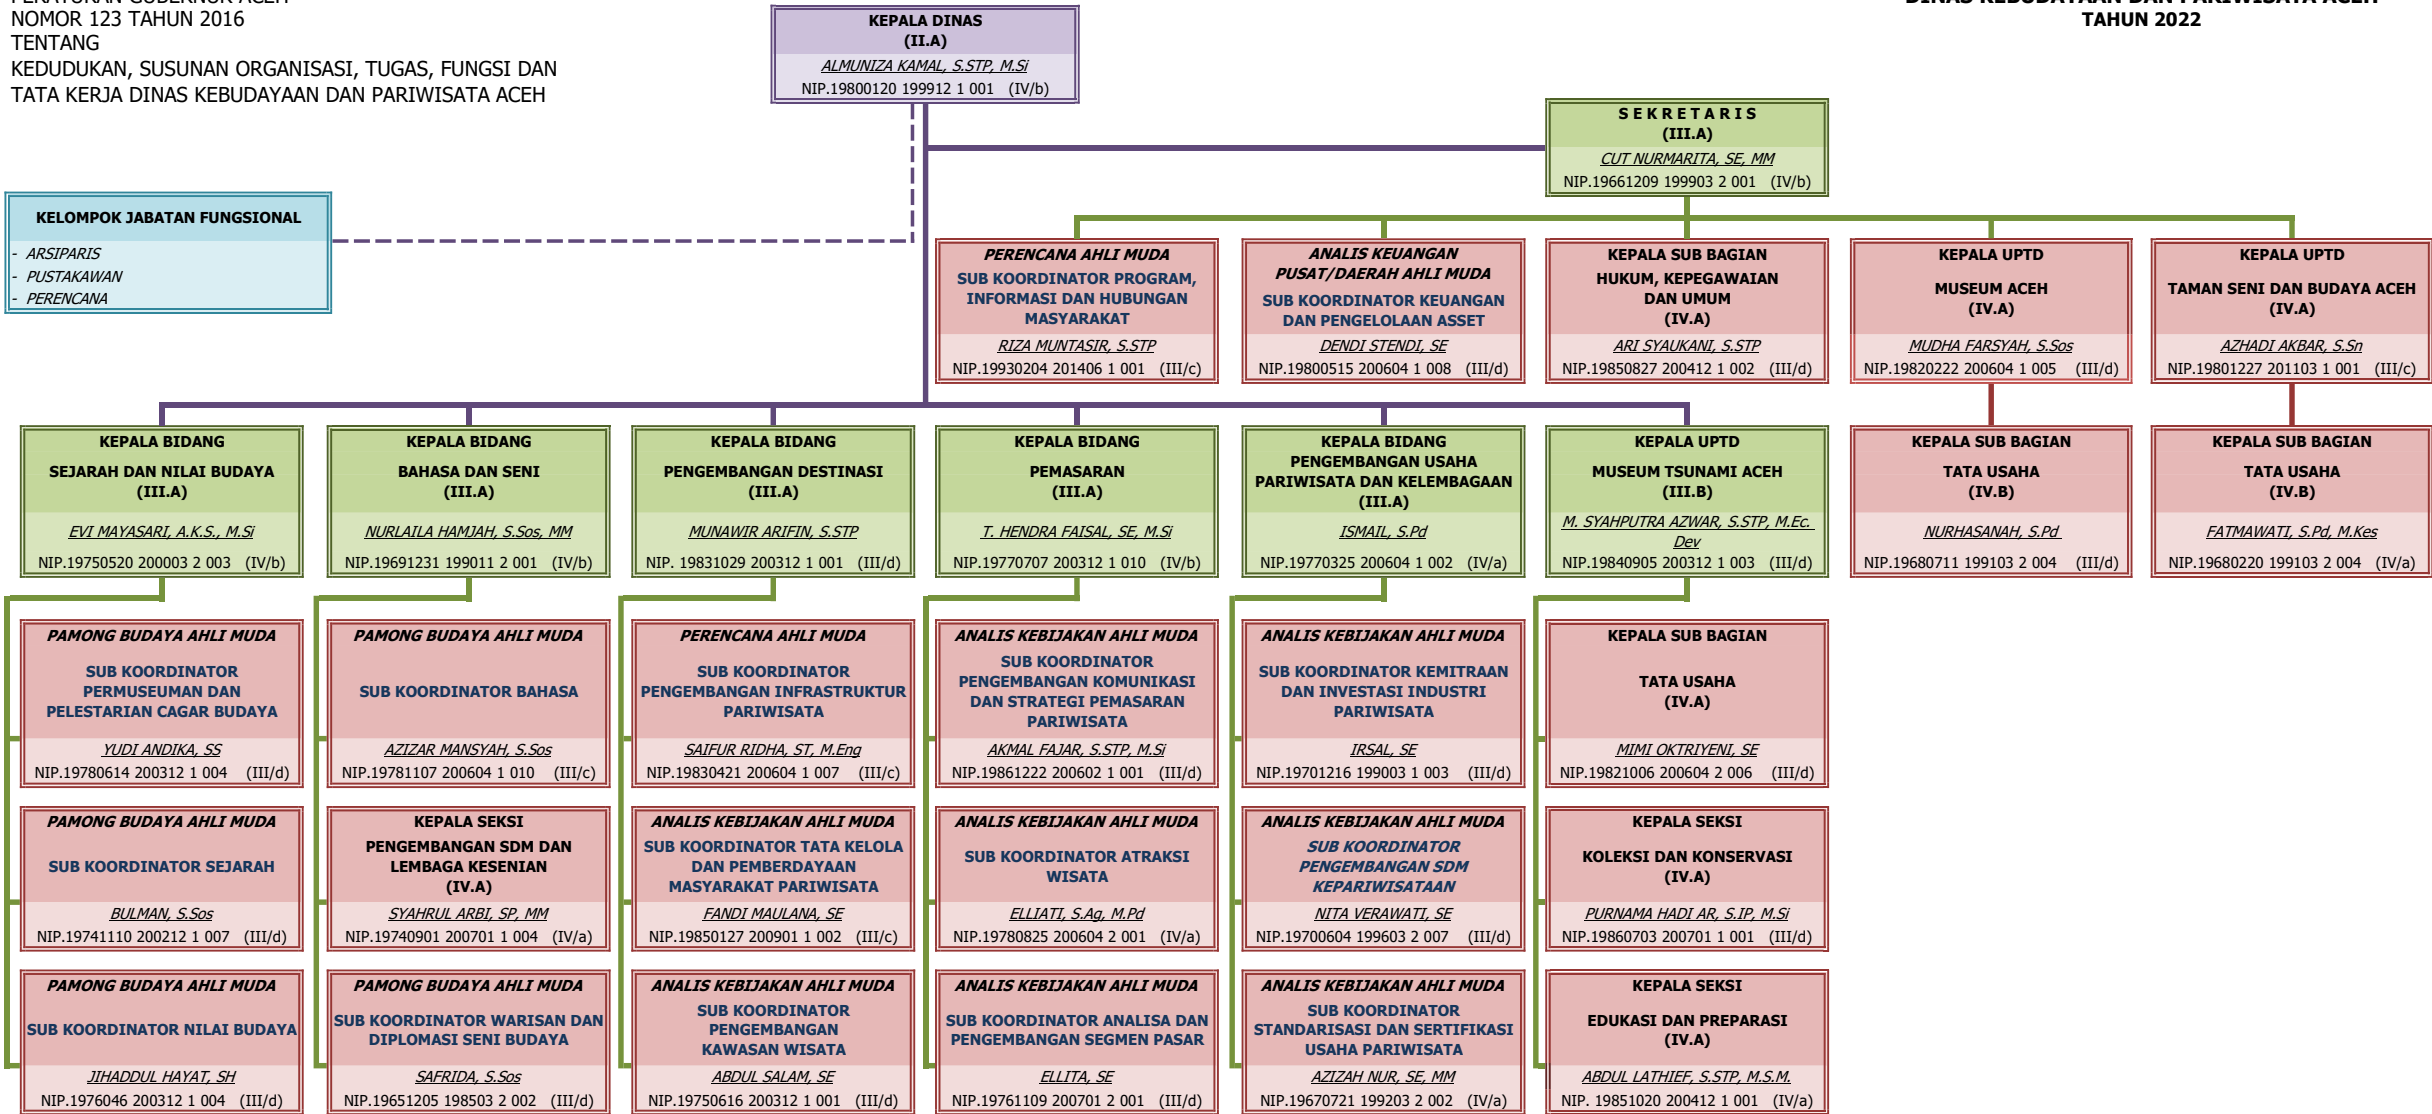 PERATURAN GUBERNUR ACEH
NOMOR 123 TAHUN 2016
TENTANG
KEDUDUKAN, SUSUNAN ORGANISASI, TUGAS, FUNGSI DAN
TATA KERJA DINAS KEBUDAYAAN DAN PARIWISATA ACEH
DINAS KEBUDAYAAN DAN PARIWISATA ACEH
TAHUN 2022
KEPALA DINAS
(II.A)
ALMUNIZA KAMAL, S.STP, M.Si
NIP.19800120 199912 1 001 (IV/b)
S E K R E T A R I S
(III.A)
CUT NURMARITA, SE, MM
NIP.19661209 199903 2 001 (IV/b)
KELOMPOK JABATAN FUNGSIONAL
- ARSIPARIS
- PUSTAKAWAN
- PERENCANA
PERENCANA AHLI MUDA
SUB KOORDINATOR PROGRAM,
INFORMASI DAN HUBUNGAN
MASYARAKAT
RIZA MUNTASIR, S.STP
NIP.19930204 201406 1 001 (III/c)
ANALIS KEUANGAN
PUSAT/DAERAH AHLI MUDA
SUB KOORDINATOR KEUANGAN
DAN PENGELOLAAN ASSET
DENDI STENDI, SE
NIP.19800515 200604 1 008 (III/d)
KEPALA SUB BAGIAN
HUKUM, KEPEGAWAIAN
DAN UMUM
(IV.A)
ARI SYAUKANI, S.STP
NIP.19850827 200412 1 002 (III/d)
KEPALA UPTD
MUSEUM ACEH
(IV.A)
MUDHA FARSYAH, S.Sos
NIP.19820222 200604 1 005 (III/d)
KEPALA UPTD
TAMAN SENI DAN BUDAYA ACEH
(IV.A)
AZHADI AKBAR, S.Sn
NIP.19801227 201103 1 001 (III/c)
KEPALA BIDANG
SEJARAH DAN NILAI BUDAYA
(III.A)
EVI MAYASARI, A.K.S., M.Si
NIP.19750520 200003 2 003 (IV/b)
KEPALA BIDANG
BAHASA DAN SENI
(III.A)
NURLAILA HAMJAH, S.Sos, MM
NIP.19691231 199011 2 001 (IV/b)
KEPALA BIDANG
PENGEMBANGAN DESTINASI
(III.A)
MUNAWIR ARIFIN, S.STP
NIP. 19831029 200312 1 001 (III/d)
KEPALA BIDANG
PEMASARAN
(III.A)
T. HENDRA FAISAL, SE, M.Si
NIP.19770707 200312 1 010 (IV/b)
KEPALA BIDANG
PENGEMBANGAN USAHA
PARIWISATA DAN KELEMBAGAAN
(III.A)
ISMAIL, S.Pd
NIP.19770325 200604 1 002 (IV/a)
KEPALA UPTD
MUSEUM TSUNAMI ACEH
(III.B)
M. SYAHPUTRA AZWAR, S.STP, M.Ec.
Dev
NIP.19840905 200312 1 003 (III/d)
KEPALA SUB BAGIAN
TATA USAHA
(IV.B)
NURHASANAH, S.Pd
NIP.19680711 199103 2 004 (III/d)
KEPALA SUB BAGIAN
TATA USAHA
(IV.B)
FATMAWATI, S.Pd, M.Kes
NIP.19680220 199103 2 004 (IV/a)
PAMONG BUDAYA AHLI MUDA
SUB KOORDINATOR
PERMUSEUMAN DAN
PELESTARIAN CAGAR BUDAYA
YUDI ANDIKA, SS
NIP.19780614 200312 1 004 (III/d)
PAMONG BUDAYA AHLI MUDA
SUB KOORDINATOR BAHASA
AZIZAR MANSYAH, S.Sos
NIP.19781107 200604 1 010 (III/c)
PERENCANA AHLI MUDA
SUB KOORDINATOR
PENGEMBANGAN INFRASTRUKTUR
PARIWISATA
SAIFUR RIDHA, ST, M.Eng
NIP.19830421 200604 1 007 (III/c)
ANALIS KEBIJAKAN AHLI MUDA
SUB KOORDINATOR
PENGEMBANGAN KOMUNIKASI
DAN STRATEGI PEMASARAN
PARIWISATA
AKMAL FAJAR, S.STP, M.Si
NIP.19861222 200602 1 001 (III/d)
ANALIS KEBIJAKAN AHLI MUDA
SUB KOORDINATOR KEMITRAAN
DAN INVESTASI INDUSTRI
PARIWISATA
IRSAL, SE
NIP.19701216 199003 1 003 (III/d)
KEPALA SUB BAGIAN
TATA USAHA
(IV.A)
MIMI OKTRIYENI, SE
NIP.19821006 200604 2 006 (III/d)
PAMONG BUDAYA AHLI MUDA
SUB KOORDINATOR SEJARAH
BULMAN, S.Sos
NIP.19741110 200212 1 007 (III/d)
KEPALA SEKSI
PENGEMBANGAN SDM DAN
LEMBAGA KESENIAN
(IV.A)
SYAHRUL ARBI, SP, MM
NIP.19740901 200701 1 004 (IV/a)
ANALIS KEBIJAKAN AHLI MUDA
SUB KOORDINATOR TATA KELOLA
DAN PEMBERDAYAAN
MASYARAKAT PARIWISATA
FANDI MAULANA, SE
NIP.19850127 200901 1 002 (III/c)
ANALIS KEBIJAKAN AHLI MUDA
SUB KOORDINATOR ATRAKSI
WISATA
ELLIATI, S.Ag, M.Pd
NIP.19780825 200604 2 001 (IV/a)
ANALIS KEBIJAKAN AHLI MUDA
SUB KOORDINATOR
PENGEMBANGAN SDM
KEPARIWISATAAN
NITA VERAWATI, SE
NIP.19700604 199603 2 007 (III/d)
KEPALA SEKSI
KOLEKSI DAN KONSERVASI
(IV.A)
PURNAMA HADI AR, S.IP, M.Si
NIP.19860703 200701 1 001 (III/d)
PAMONG BUDAYA AHLI MUDA
SUB KOORDINATOR NILAI BUDAYA
JIHADDUL HAYAT, SH
NIP.1976046 200312 1 004 (III/d)
PAMONG BUDAYA AHLI MUDA
SUB KOORDINATOR WARISAN DAN
DIPLOMASI SENI BUDAYA
SAFRIDA, S.Sos
NIP.19651205 198503 2 002 (III/d)
ANALIS KEBIJAKAN AHLI MUDA
SUB KOORDINATOR
PENGEMBANGAN
KAWASAN WISATA
ABDUL SALAM, SE
NIP.19750616 200312 1 001 (III/d)
ANALIS KEBIJAKAN AHLI MUDA
SUB KOORDINATOR ANALISA DAN
PENGEMBANGAN SEGMEN PASAR
ELLITA, SE
NIP.19761109 200701 2 001 (III/d)
ANALIS KEBIJAKAN AHLI MUDA
SUB KOORDINATOR
STANDARISASI DAN SERTIFIKASI
USAHA PARIWISATA
AZIZAH NUR, SE, MM
NIP.19670721 199203 2 002 (IV/a)
KEPALA SEKSI
EDUKASI DAN PREPARASI
(IV.A)
ABDUL LATHIEF, S.STP, M.S.M.
NIP. 19851020 200412 1 001 (IV/a)